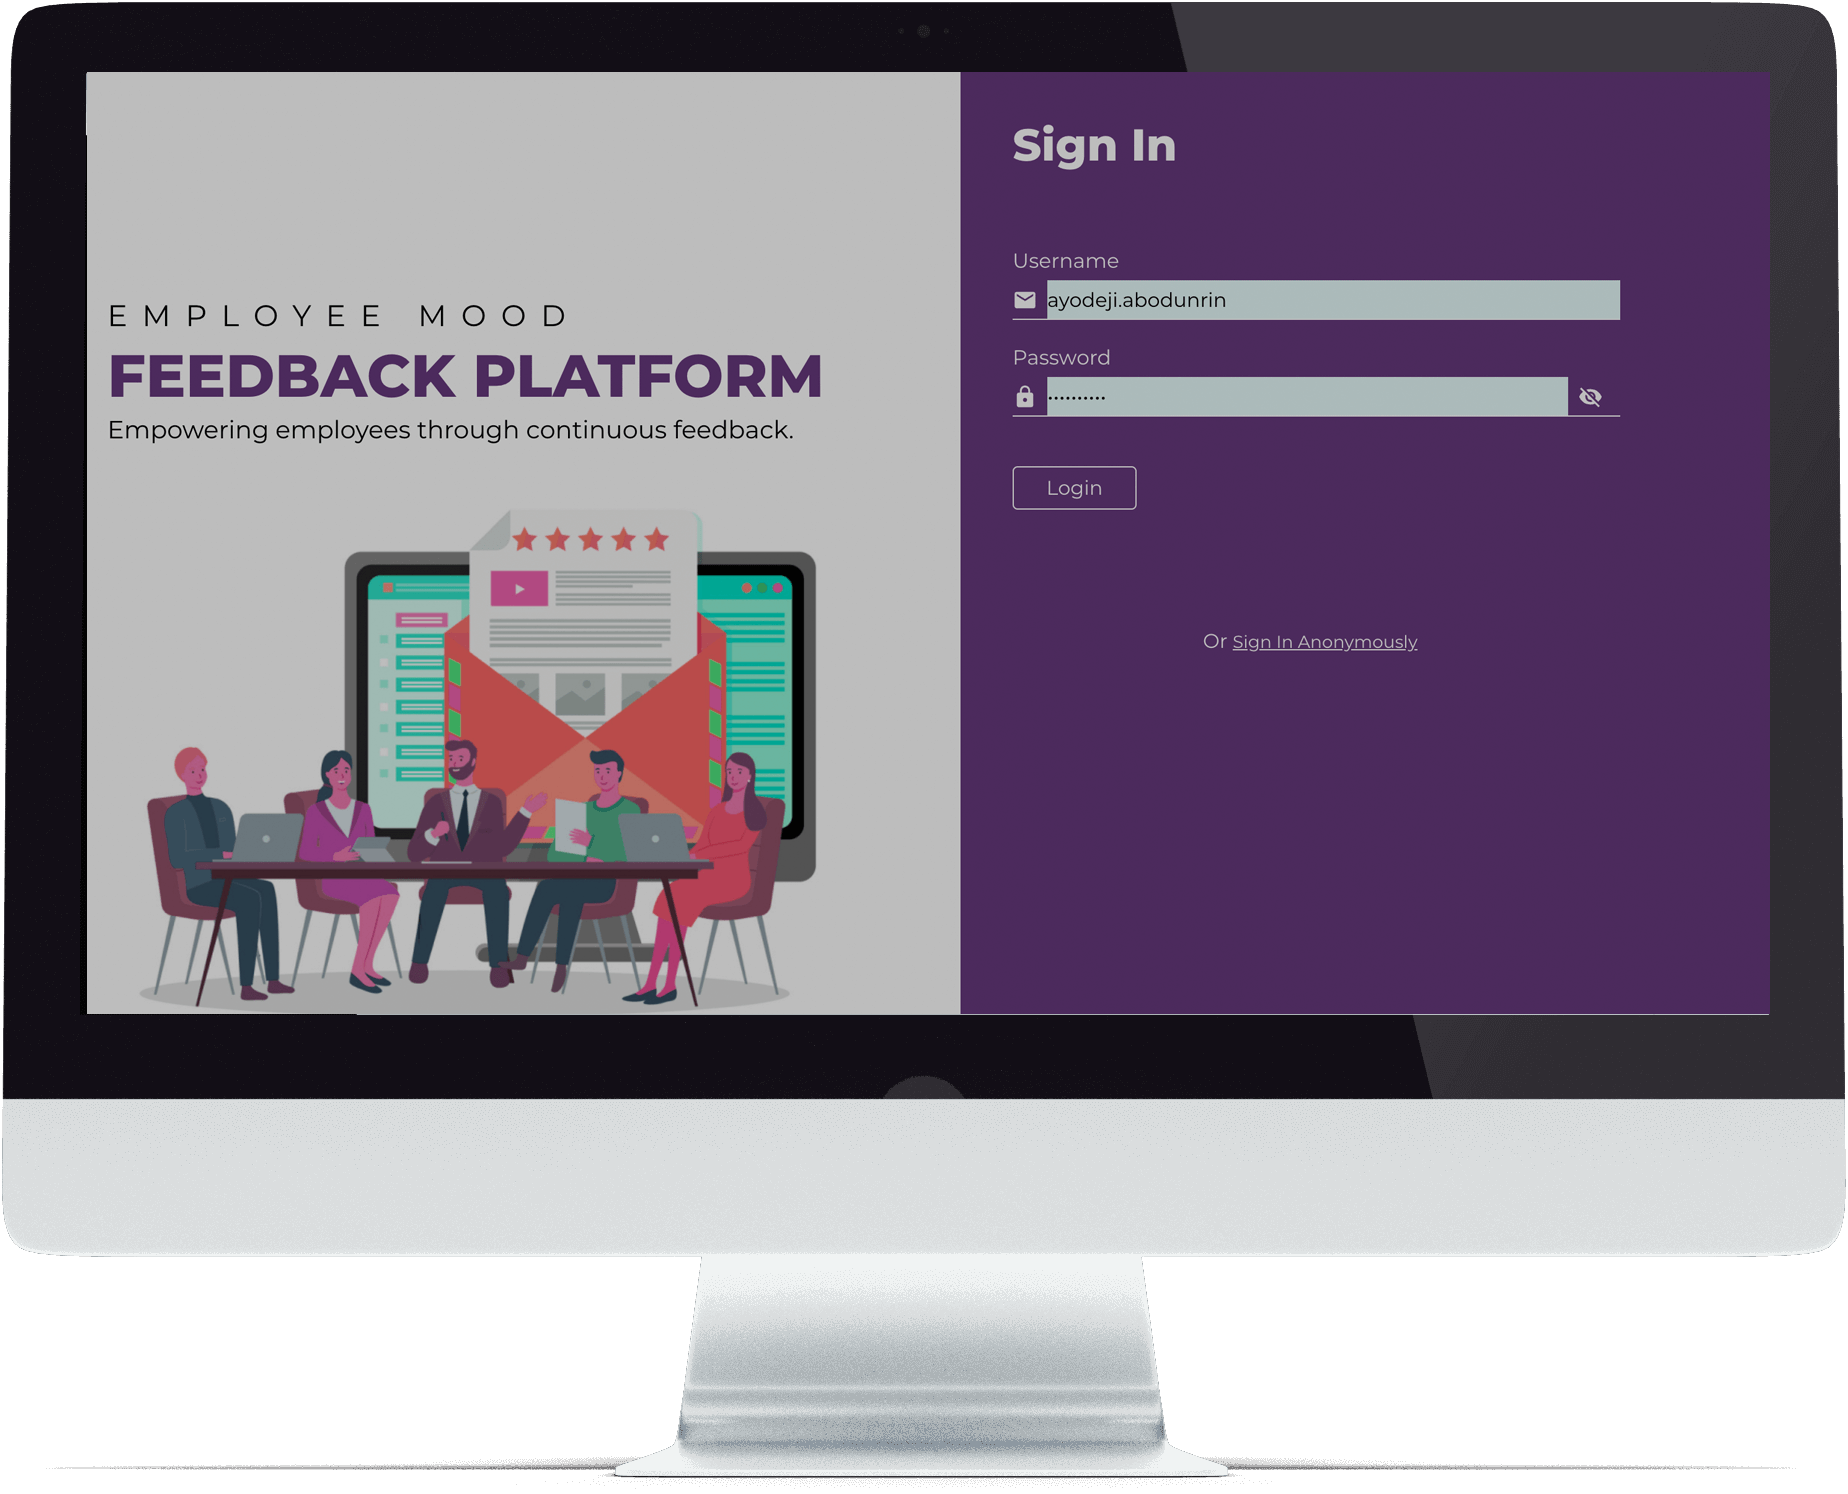 EMPLOYEE MOOD
FEEDBACK PLATFORM
Empowering employees through continuous feedback.
Sign In
Username
ayodeji.abodunrin
Password
••••••••••
Login
Or Sign In Anonymously